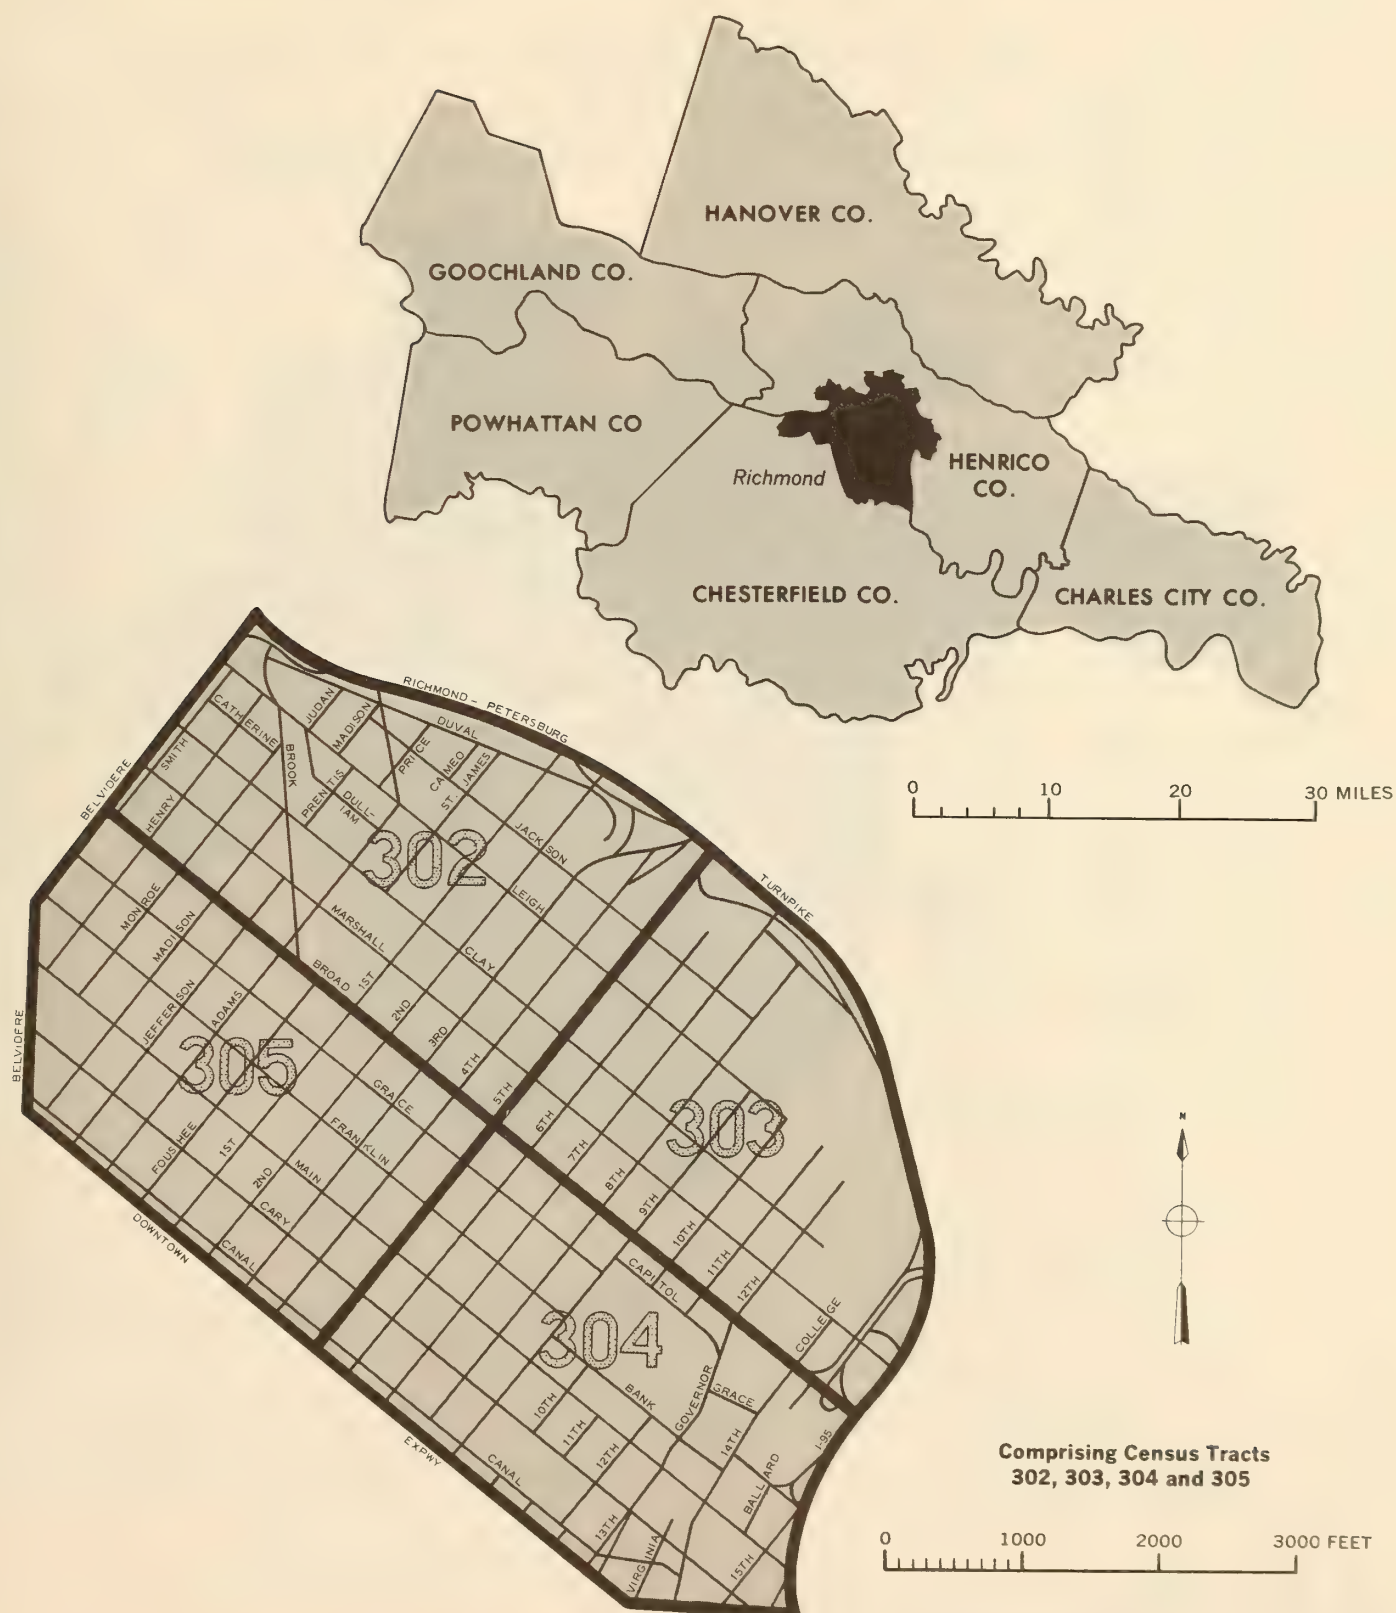 HANOVER CO.
GOOCHLAND CO.
POWHATTAN CO
HENRICO
CO.
Richmond
CHESTERFIELD CO.
CHARLES CITY CO.
0 10 20 30 MILES
RICHMOND - PETERSBURG
TURNPIKE
BELVIDERE
BELVIDERE
CATHERINE
SMITH
HENRY
BROOK
JUDAN
MADISON
PRENTIS
DULL-
TAM
PRICE
DUVAL
CAMEO
ST. JAMES
302
JACKSON
LEIGH
MARSHALL
CLAY
BROAD
1ST
2ND
3RD
4TH
5TH
MONROE
MADISON
JEFFERSON
ADAMS
305
GRACE
FRANKLIN
FOUSHEE
1ST
2ND
MAIN
CARY
CANAL
DOWNTOWN
EXPWY
303
6TH
7TH
8TH
9TH
10TH
11TH
12TH
COLLEGE
CAPITOL
304
BANK
GOVERNOR
GRACE
10TH
11TH
12TH
14TH
BALLARD
I-95
CANAL
13TH
VIRGINIA
15TH
N
Comprising Census Tracts
302, 303, 304 and 305
0 1000 2000 3000 FEET